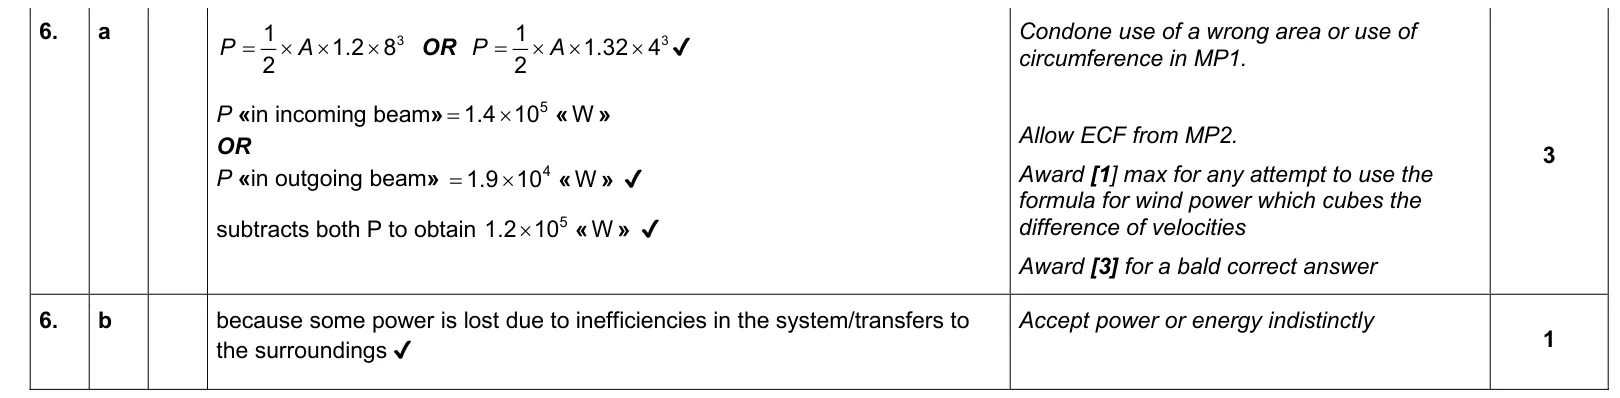 6. a
P = 1/2 × A × 1.2 × 8³ OR P = 1/2 × A × 1.32 × 4³ ✔
P «in incoming beam» = 1.4 × 10⁵ « W »
OR
P «in outgoing beam» = 1.9 × 10⁴ « W » ✔
subtracts both P to obtain 1.2 × 10⁵ « W » ✔
Condone use of a wrong area or use of
circumference in MP1.
Allow ECF from MP2.
Award [1] max for any attempt to use the
formula for wind power which cubes the
difference of velocities
Award [3] for a bald correct answer
3
6. b
because some power is lost due to inefficiencies in the system/transfers to
the surroundings ✔
Accept power or energy indistinctly
1